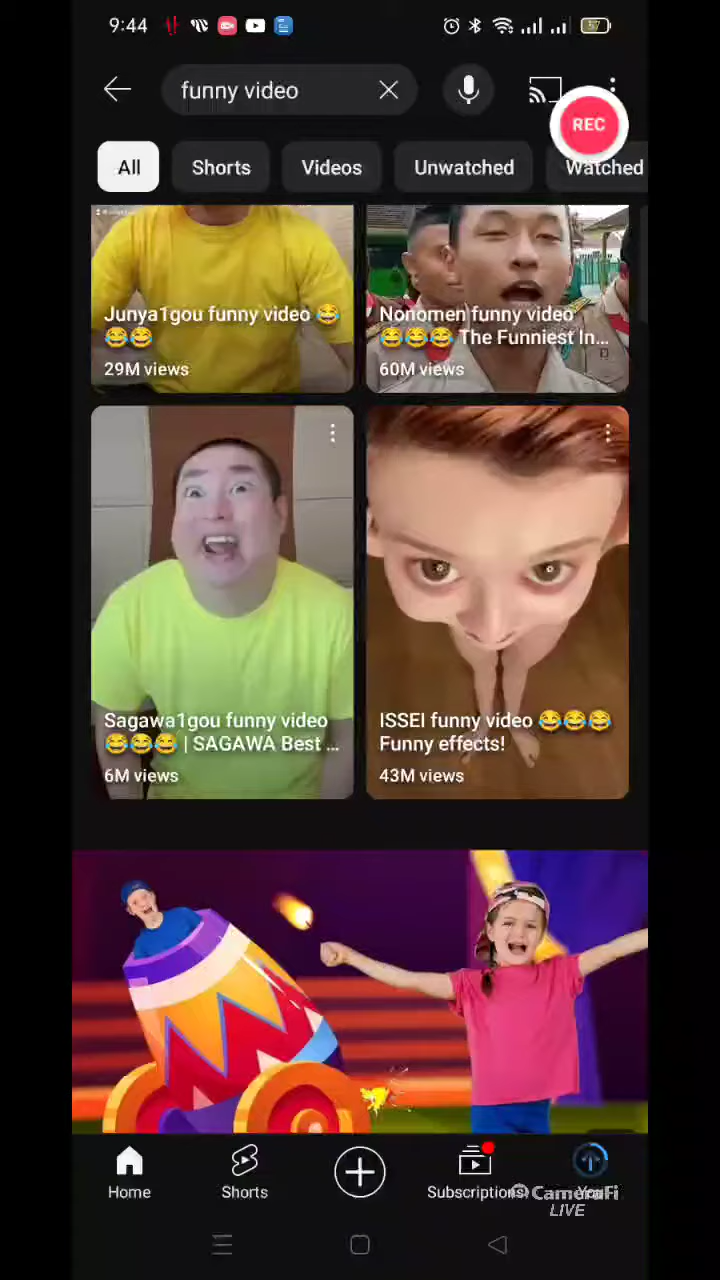 9:44
57
funny video
REC
All
Shorts
Videos
Unwatched
Watched
Junya1gou funny video 😂
😂😂
29M views
Nonomen funny video
😂😂😂 The Funniest In...
60M views
Sagawa1gou funny video
😂😂😂 | SAGAWA Best ...
6M views
ISSEI funny video 😂😂😂
Funny effects!
43M views
Home
Shorts
Subscriptions
You
CameraFi
LIVE